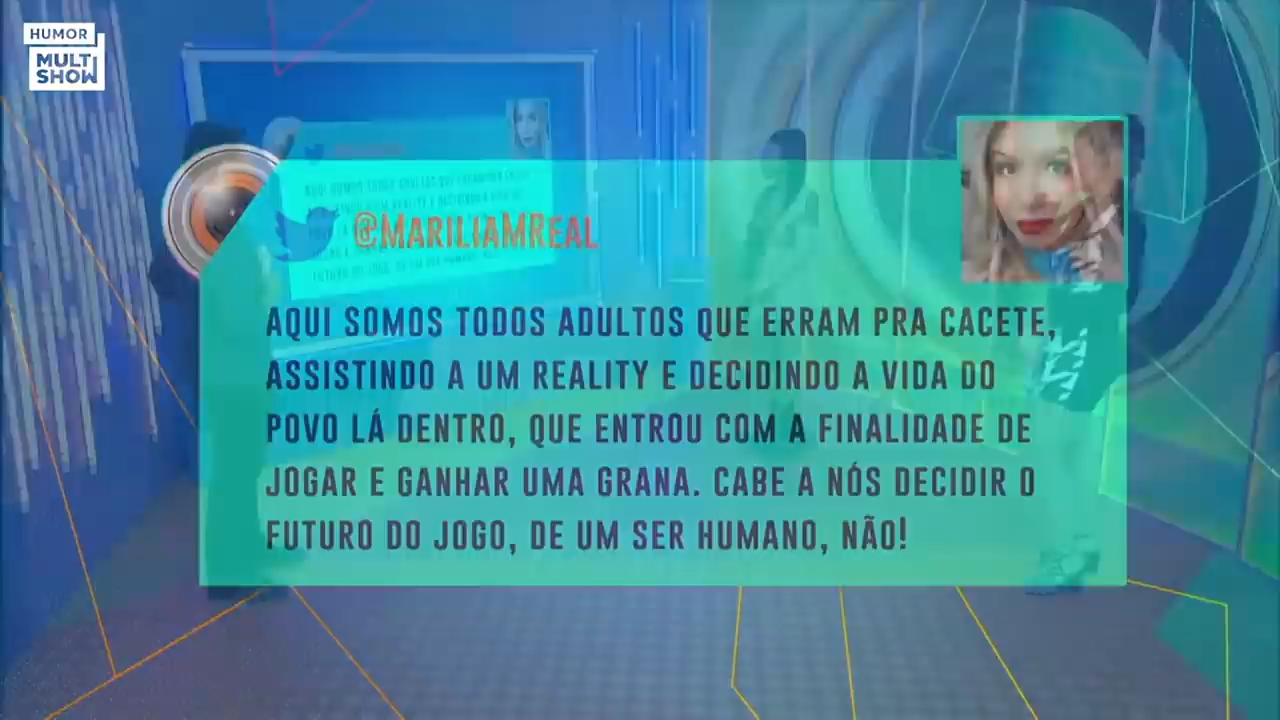 HUMOR
MULTI
SHOW
@MARILIAMREAL
AQUI SOMOS TODOS ADULTOS QUE ERRAM PRA CACETE,
ASSISTINDO A UM REALITY E DECIDINDO A VIDA DO
POVO LÁ DENTRO, QUE ENTROU COM A FINALIDADE DE
JOGAR E GANHAR UMA GRANA. CABE A NÓS DECIDIR O
FUTURO DO JOGO, DE UM SER HUMANO, NÃO!